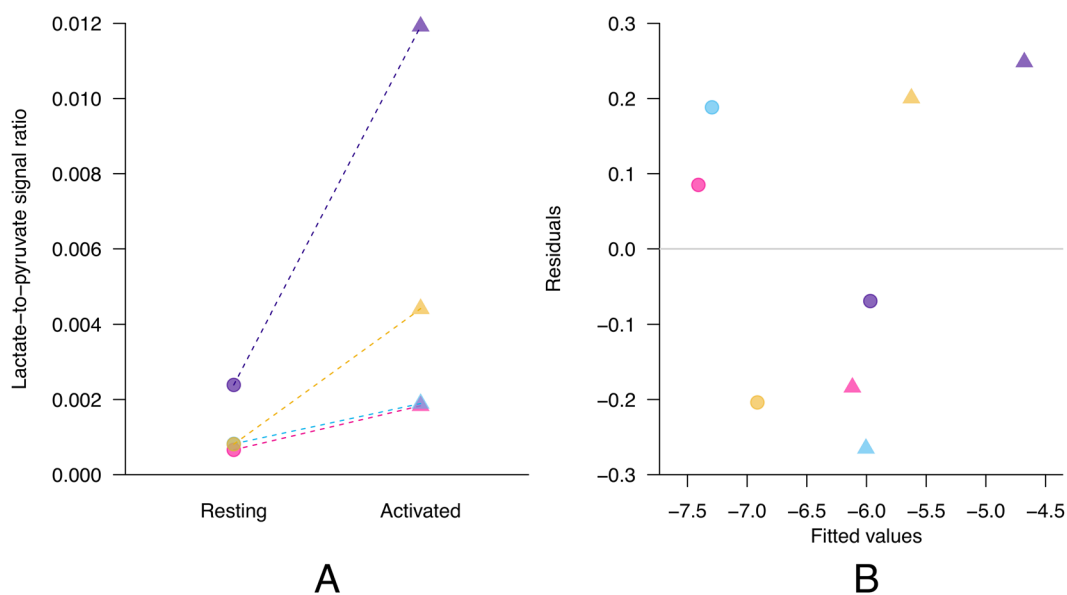 0.012
0.010
0.008
0.006
0.004
0.002
0.000
Lactate−to−pyruvate signal ratio
Resting Activated
A
0.3
0.2
0.1
0.0
−0.1
−0.2
−0.3
Residuals
−7.5 −7.0 −6.5 −6.0 −5.5 −5.0 −4.5
Fitted values
B